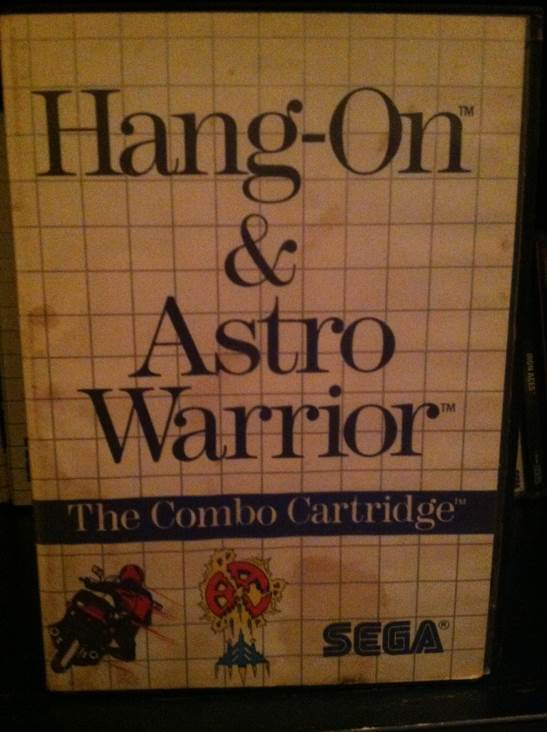 Hang-On™
&
Astro
Warrior™
The Combo Cartridge™
SEGA®